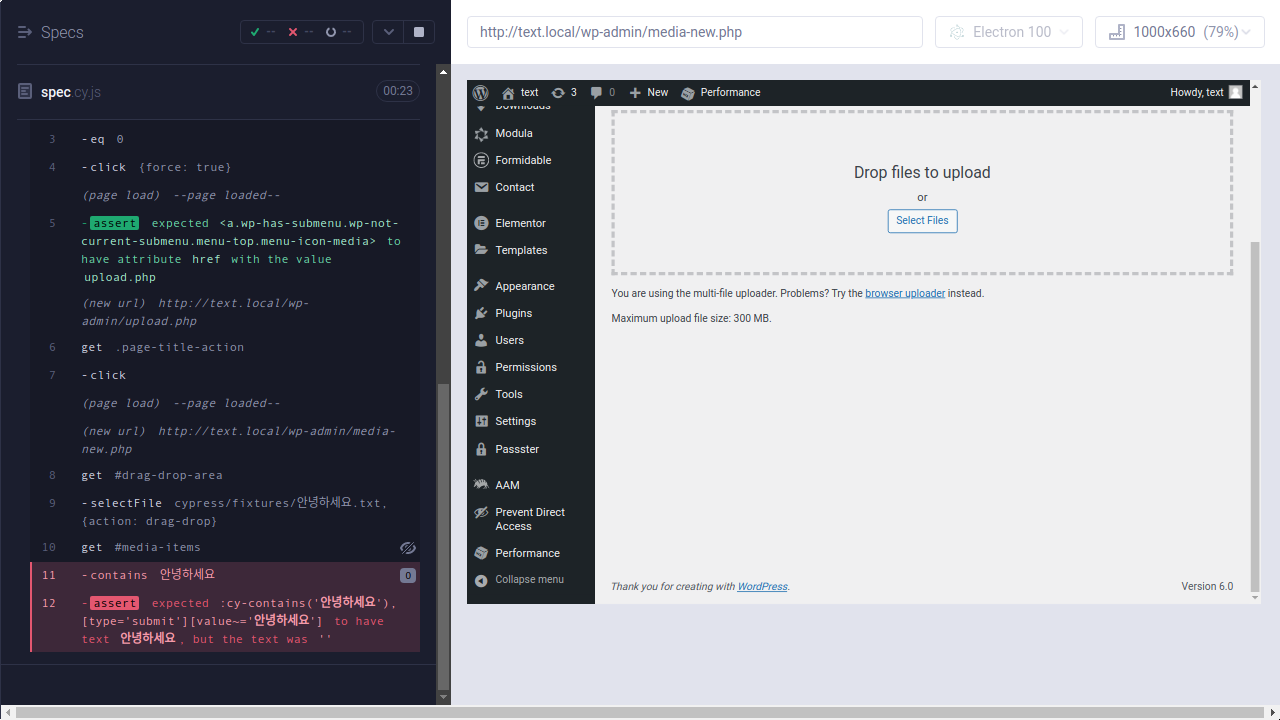 Specs
-- -- --
spec.cy.js
00:23
3 -eq 0
4 -click {force: true}
(page load) --page loaded--
5 -assert expected <a.wp-has-submenu.wp-not-
current-submenu.menu-top.menu-icon-media> to
have attribute href with the value
upload.php
(new url) http://text.local/wp-
admin/upload.php
6 get .page-title-action
7 -click
(page load) --page loaded--
(new url) http://text.local/wp-admin/media-
new.php
8 get #drag-drop-area
9 -selectFile cypress/fixtures/안녕하세요.txt,
{action: drag-drop}
10 get #media-items
11 -contains 안녕하세요 0
12 -assert expected :cy-contains('안녕하세요'),
[type='submit'][value~='안녕하세요'] to have
text 안녕하세요, but the text was ''
http://text.local/wp-admin/media-new.php
Electron 100
1000x660 (79%)
text
3
0
New
Performance
Howdy, text
Downloads
Modula
Formidable
Contact
Elementor
Templates
Appearance
Plugins
Users
Permissions
Tools
Settings
Passster
AAM
Prevent Direct
Access
Performance
Collapse menu
Drop files to upload
or
Select Files
You are using the multi-file uploader. Problems? Try the browser uploader instead.
Maximum upload file size: 300 MB.
Thank you for creating with WordPress.
Version 6.0